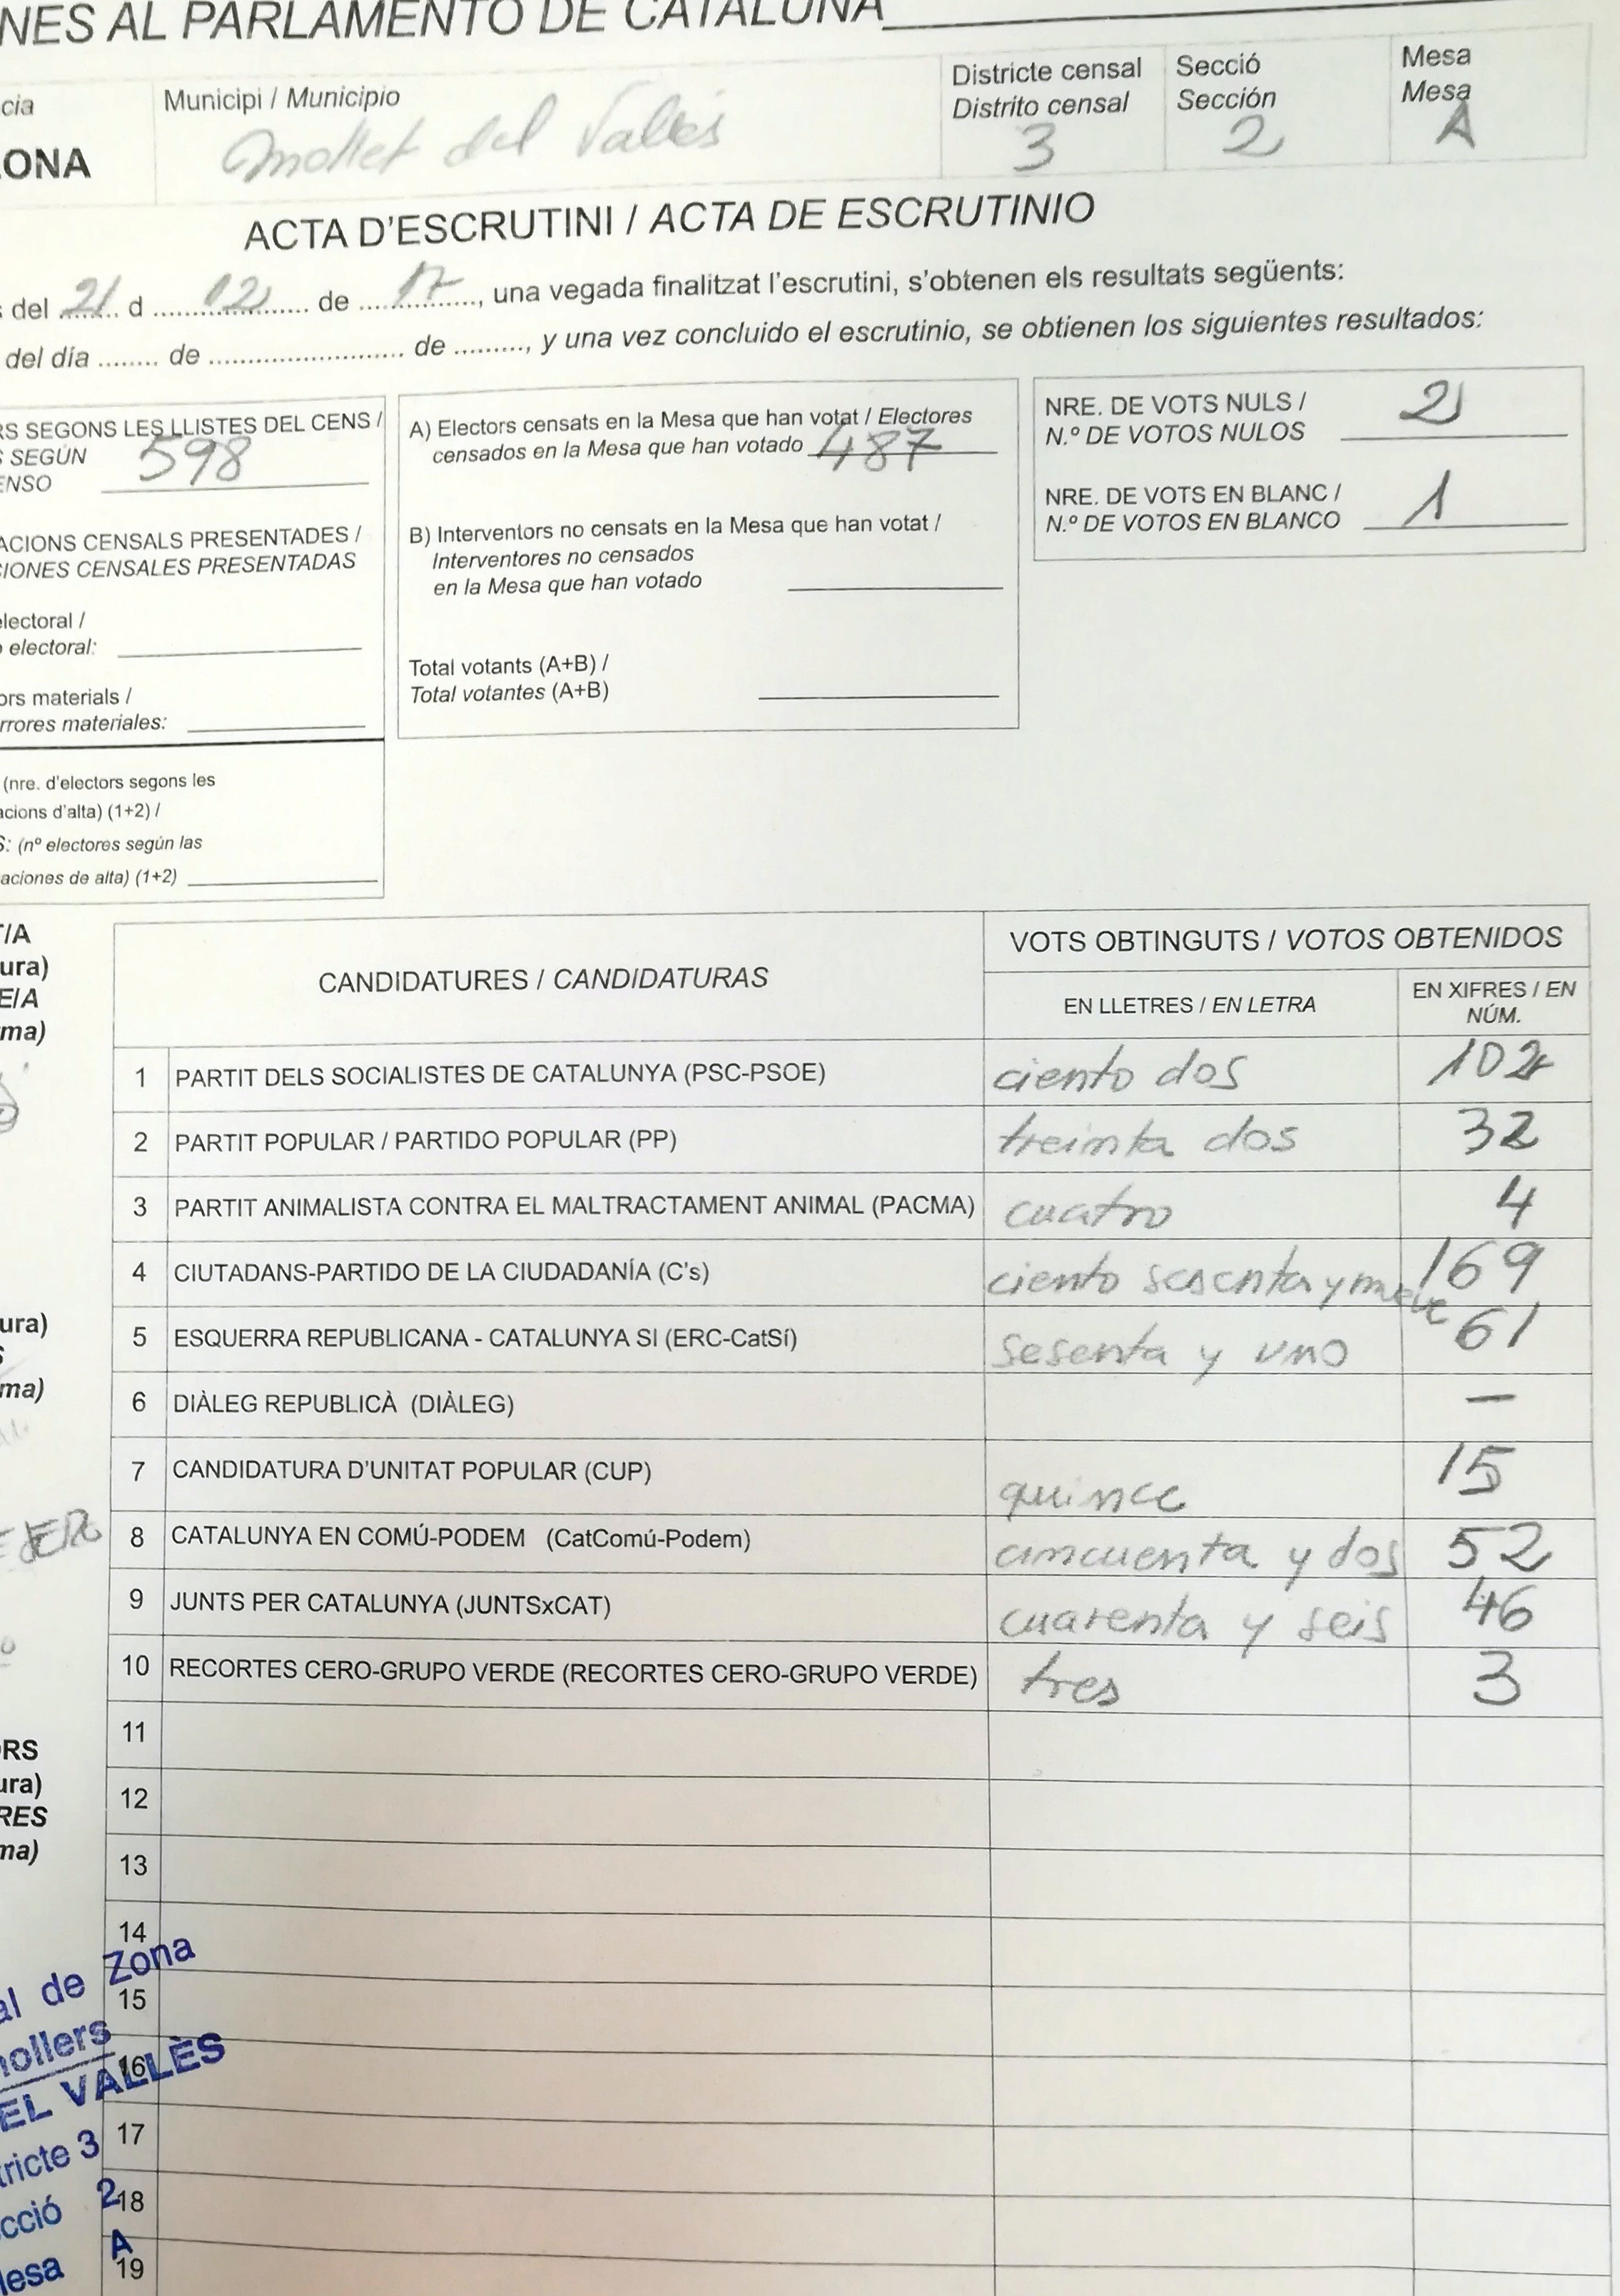 NES AL PARLAMENTO DE CATALUÑA
cia
ONA
Municipi / Municipio
Mollet del Vallès
Districte censal
Distrito censal
3
Secció
Sección
2
Mesa
Mesa
A
ACTA D'ESCRUTINI / ACTA DE ESCRUTINIO
del 21 d 12 de 17, una vegada finalitzat l'escrutini, s'obtenen els resultats següents:
del día ........ de .......................... de ........., y una vez concluido el escrutinio, se obtienen los siguientes resultados:
RS SEGONS LES LLISTES DEL CENS /
SEGÚN
ENSO 598
ACIONS CENSALS PRESENTADES /
IONES CENSALES PRESENTADAS
electoral /
electoral:
ors materials /
rrores materiales:
(nre. d'electors segons les
acions d'alta) (1+2) /
S: (nº electores según las
aciones de alta) (1+2)
A) Electors censats en la Mesa que han votat / Electores
censados en la Mesa que han votado 487
B) Interventors no censats en la Mesa que han votat /
Interventores no censados
en la Mesa que han votado
Total votants (A+B) /
Total votantes (A+B)
NRE. DE VOTS NULS /
N.º DE VOTOS NULOS 2
NRE. DE VOTS EN BLANC /
N.º DE VOTOS EN BLANCO 1
T/A
ura)
E/A
ma)
ura)
ma)
RS
ura)
RES
ma)
CANDIDATURES / CANDIDATURAS
VOTS OBTINGUTS / VOTOS OBTENIDOS
EN LLETRES / EN LETRA
EN XIFRES / EN
NÚM.
1 PARTIT DELS SOCIALISTES DE CATALUNYA (PSC-PSOE) ciento dos 102
2 PARTIT POPULAR / PARTIDO POPULAR (PP) treinta dos 32
3 PARTIT ANIMALISTA CONTRA EL MALTRACTAMENT ANIMAL (PACMA) cuatro 4
4 CIUTADANS-PARTIDO DE LA CIUDADANÍA (C's) ciento sesenta y nueve 169
5 ESQUERRA REPUBLICANA - CATALUNYA SI (ERC-CatSí) sesenta y uno 61
6 DIÀLEG REPUBLICÀ (DIÀLEG) —
7 CANDIDATURA D'UNITAT POPULAR (CUP) quince 15
8 CATALUNYA EN COMÚ-PODEM (CatComú-Podem) cincuenta y dos 52
9 JUNTS PER CATALUNYA (JUNTSxCAT) cuarenta y seis 46
10 RECORTES CERO-GRUPO VERDE (RECORTES CERO-GRUPO VERDE) tres 3
11
12
13
14
15
16
17
18
19
al de Zona
nollers
EL VALLÈS
tricte 3
cció 2
esa A